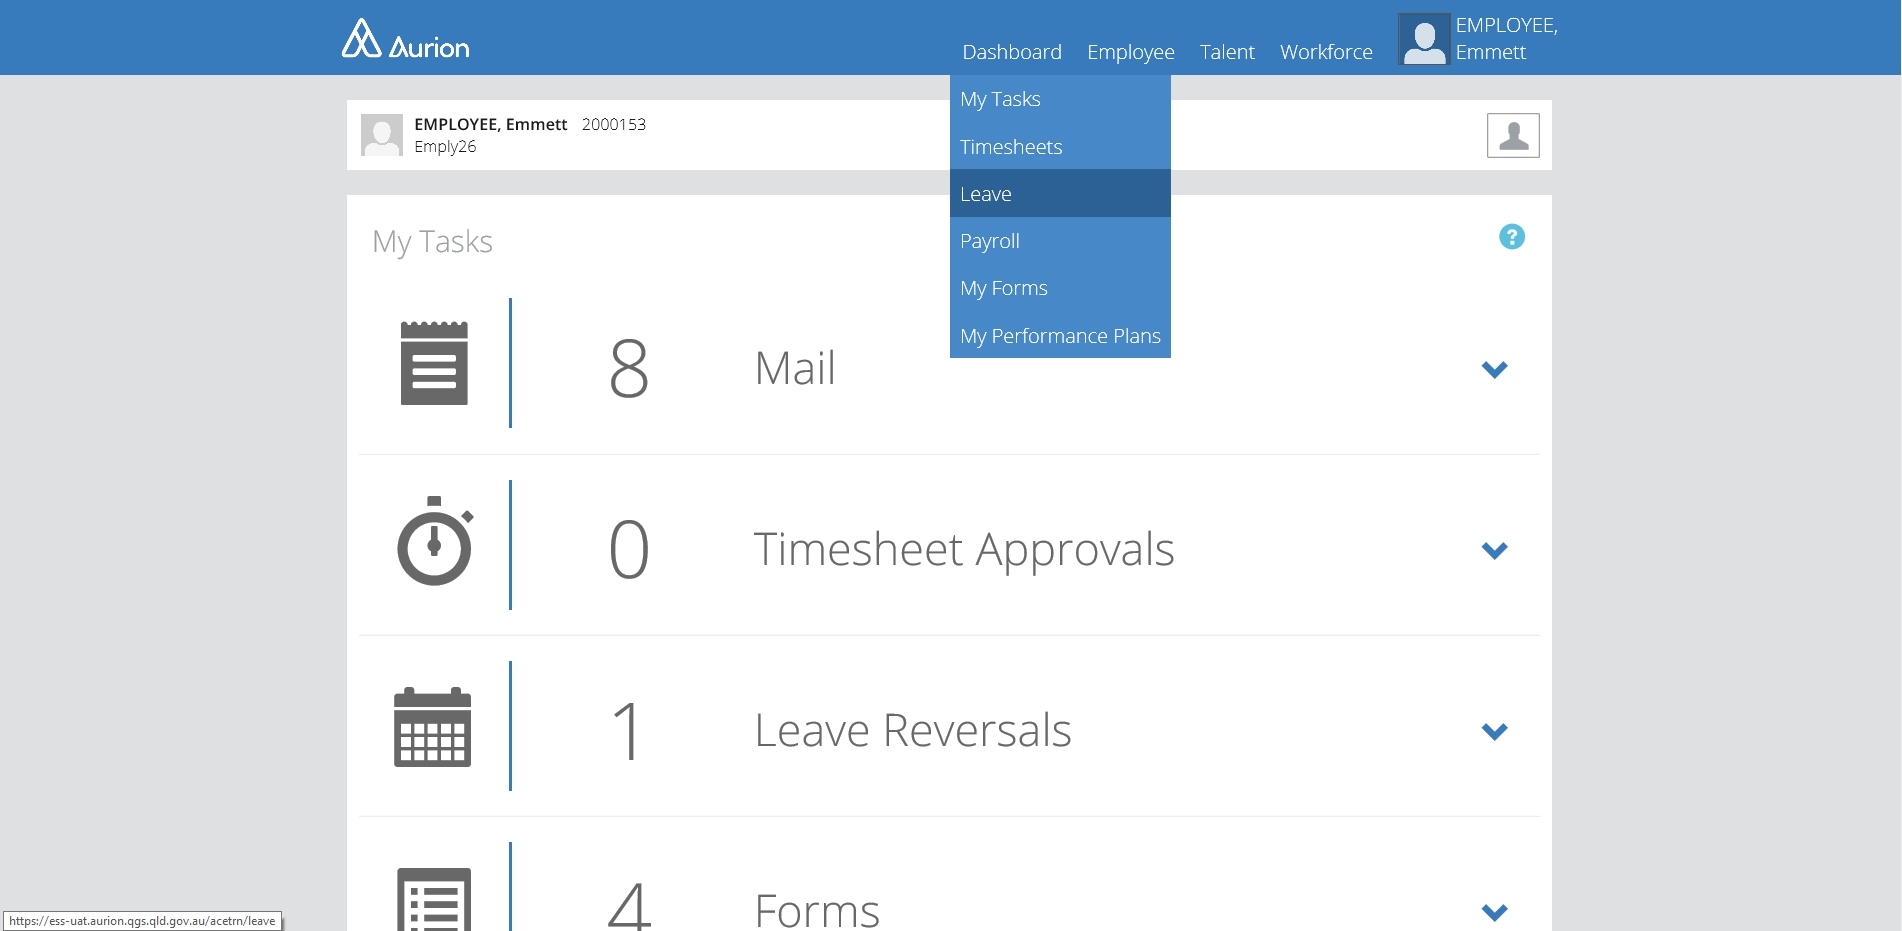 Aurion
Dashboard Employee Talent Workforce
EMPLOYEE,
Emmett
My Tasks
Timesheets
Leave
Payroll
My Forms
My Performance Plans
EMPLOYEE, Emmett 2000153
Emply26
My Tasks
?
8 Mail
0 Timesheet Approvals
1 Leave Reversals
4 Forms
https://ess-uat.aurion.qgs.qld.gov.au/acetrn/leave